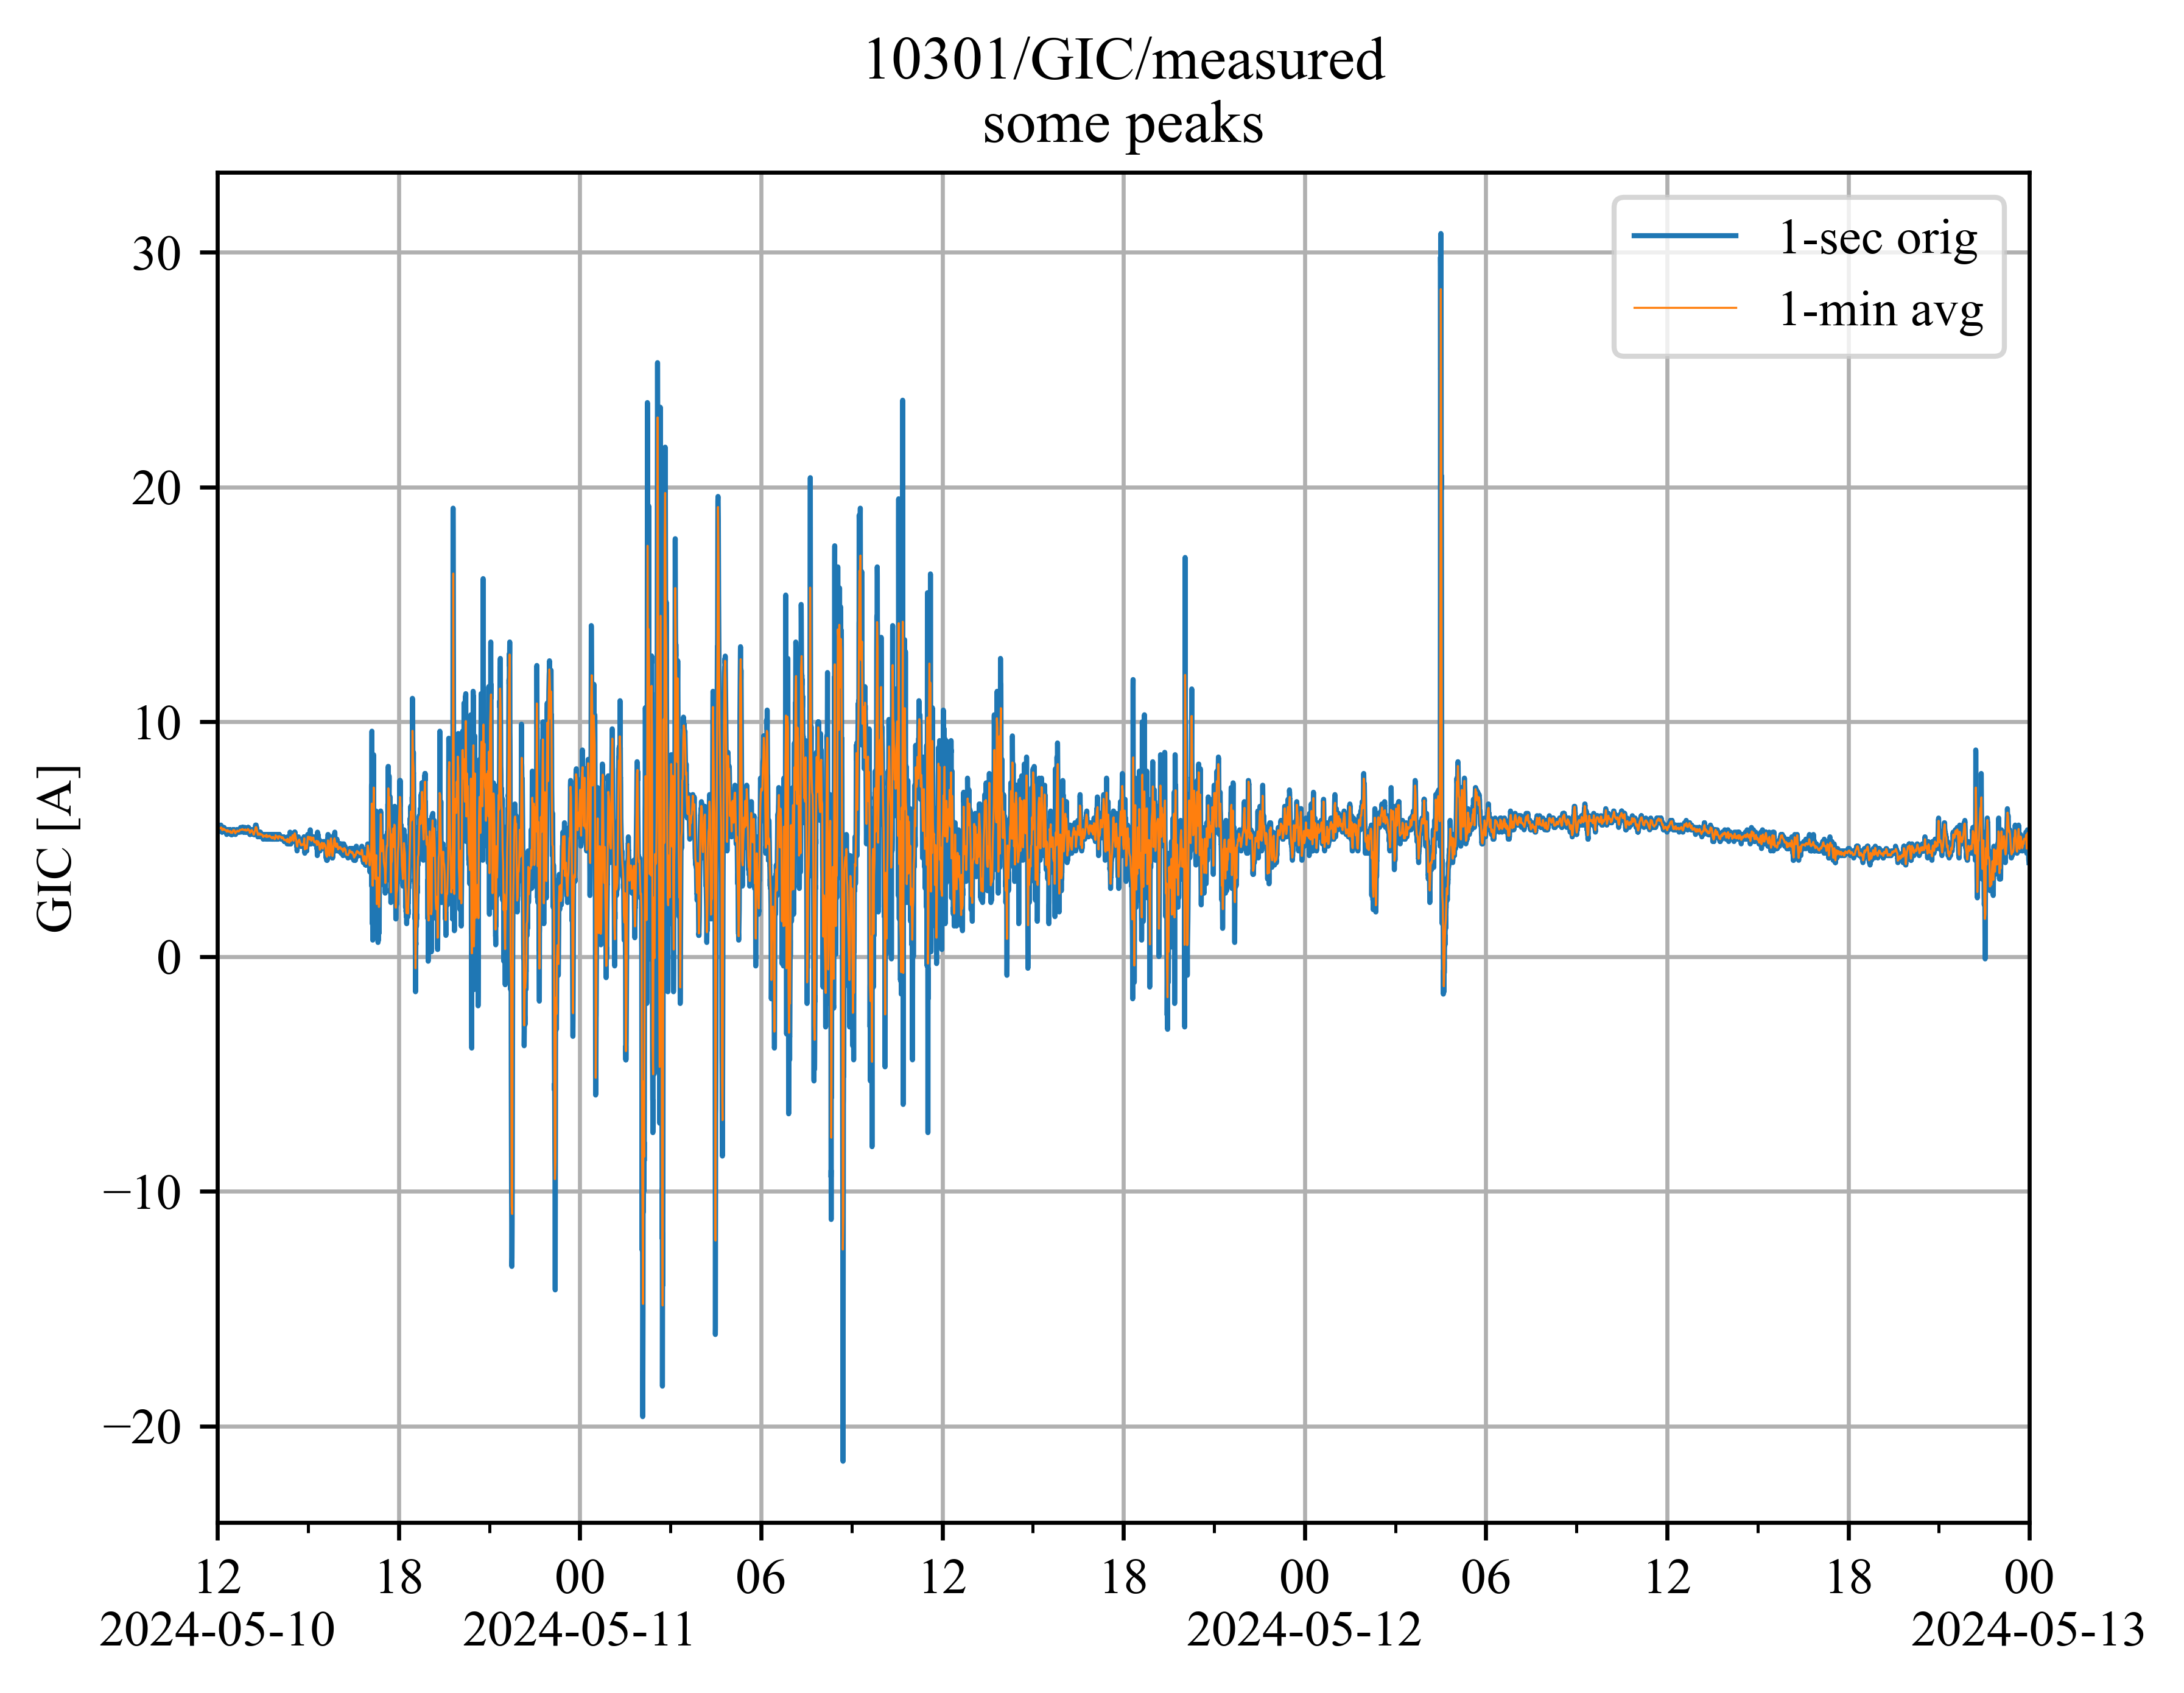 10301/GIC/measured
some peaks
1-sec orig
1-min avg
GIC [A]
30
20
10
0
−10
−20
12 18 00 06 12 18 00 06 12 18 00
2024-05-10 2024-05-11 2024-05-12 2024-05-13